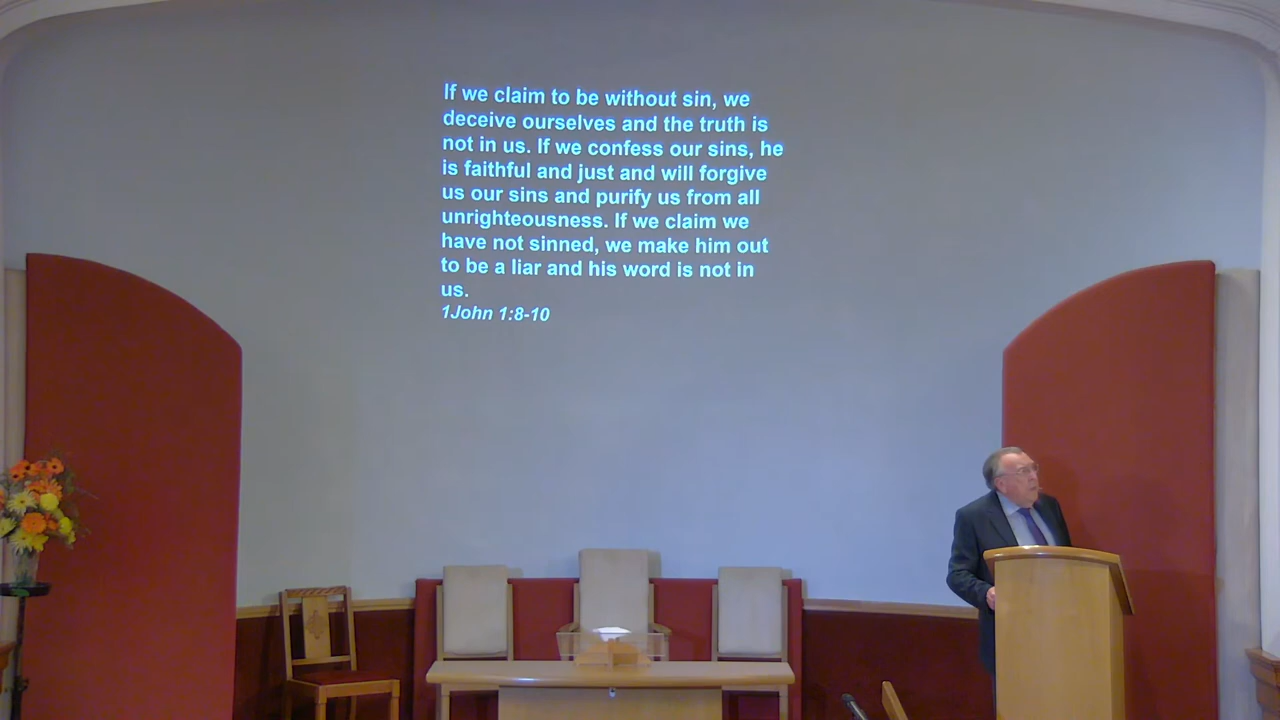 If we claim to be without sin, we
deceive ourselves and the truth is
not in us. If we confess our sins, he
is faithful and just and will forgive
us our sins and purify us from all
unrighteousness. If we claim we
have not sinned, we make him out
to be a liar and his word is not in
us.
1John 1:8-10